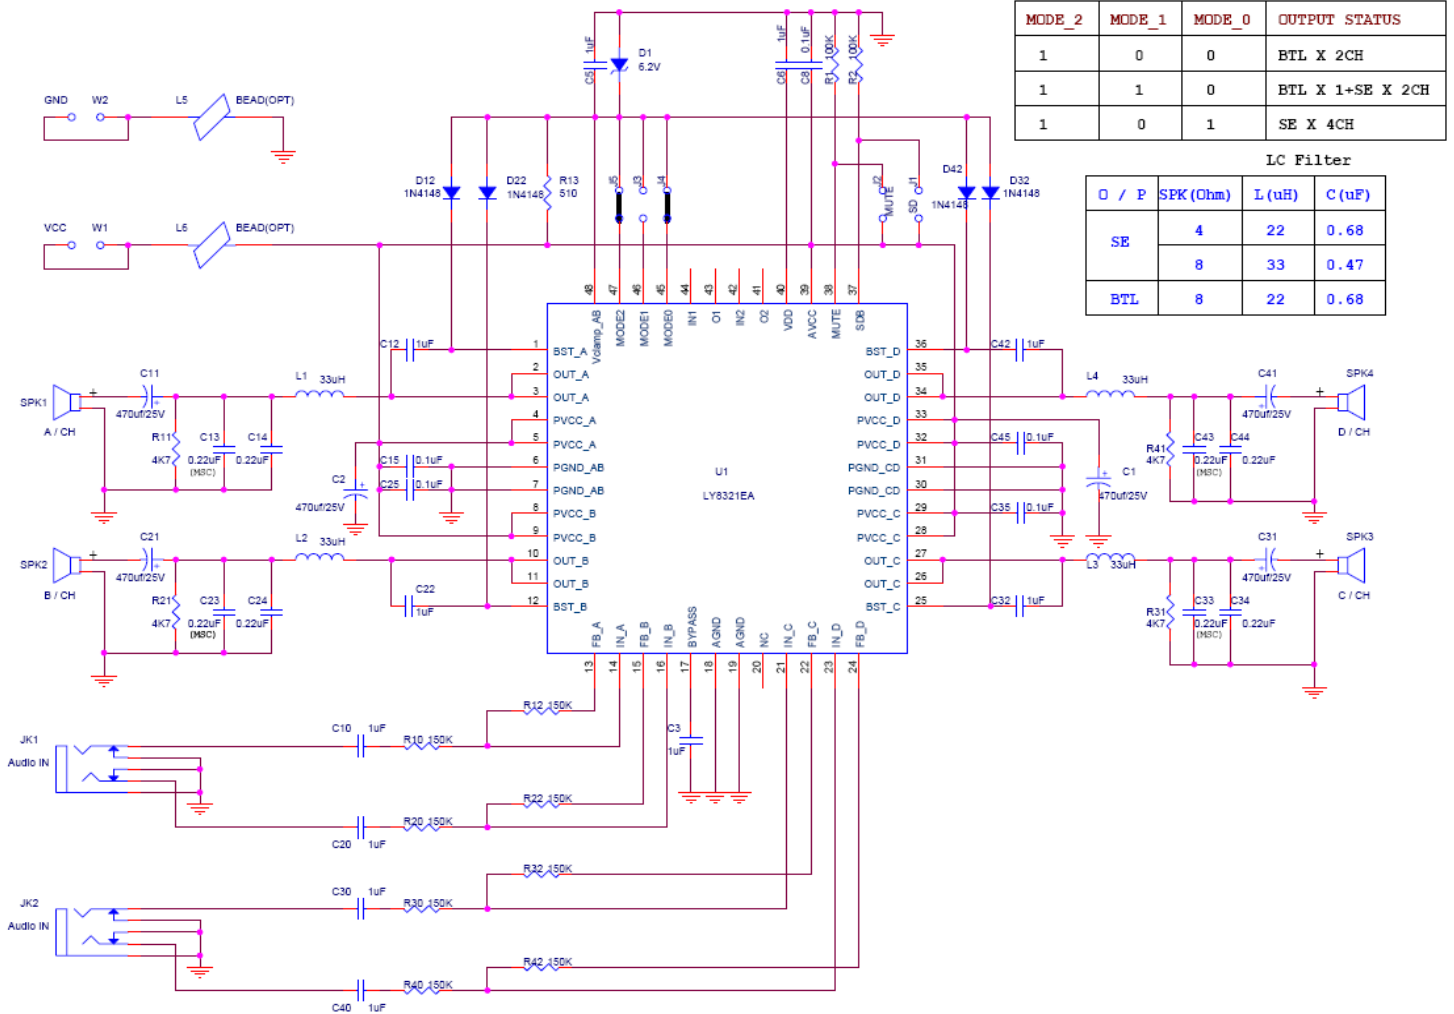 MODE_2 MODE_1 MODE_0 OUTPUT STATUS
1 0 0 BTL X 2CH
1 1 0 BTL X 1+SE X 2CH
1 0 1 SE X 4CH
LC Filter
O / P SPK(Ohm) L(uH) C(uF)
SE 4 22 0.68
8 33 0.47
BTL 8 22 0.68
GND W2 L5 BEAD(OPT)
VCC W1 L6 BEAD(OPT)
C5 1uF
D1
6.2V
C6 1uF
C8 0.1uF
R1 100K
R2 100K
D12
1N4148
D22
1N4148
R13
510
J5
J3
J4
J2
MUTE
J1
SD
D42
1N4148
D32
1N4148
48 47 46 45 44 43 42 41 40 39 38 37
Vclamp_AB MODE2 MODE1 MODE0 IN1 O1 IN2 O2 VDD AVCC MUTE SDB
1 BST_A
2 OUT_A
3 OUT_A
4 PVCC_A
5 PVCC_A
6 PGND_AB
7 PGND_AB
8 PVCC_B
9 PVCC_B
10 OUT_B
11 OUT_B
12 BST_B
U1
LY8321EA
BST_D 36
OUT_D 35
OUT_D 34
PVCC_D 33
PVCC_D 32
PGND_CD 31
PGND_CD 30
PVCC_C 29
PVCC_C 28
OUT_C 27
OUT_C 26
BST_C 25
FB_A IN_A FB_B IN_B BYPASS AGND AGND NC IN_C FB_C IN_D FB_D
13 14 15 16 17 18 19 20 21 22 23 24
SPK1
+
A / CH
C11
470uf/25V
+
R11
4K7
C13
0.22uF
(MSC)
C14
0.22uF
L1 33uH
C12 1uF
C2
+
470uf/25V
C15 0.1uF
C25 0.1uF
SPK2
+
B / CH
C21
470uf/25V
+
R21
4K7
C23
0.22uF
(MSC)
C24
0.22uF
L2 33uH
C22
1uF
C42 1uF
L4 33uH
C41
+
470uf/25V
SPK4
+
D / CH
R41
4K7
C43
0.22uF
(MSC)
C44
0.22uF
C45 0.1uF
C35 0.1uF
C1
+
470uf/25V
L3 33uH
C31
+
470uf/25V
SPK3
+
C / CH
C32 1uF
R31
4K7
C33
0.22uF
(MSC)
C34
0.22uF
JK1
Audio IN
C10 1uF
R10 150K
R12 150K
C20 1uF
R20 150K
R22 150K
C3
1uF
JK2
Audio IN
C30 1uF
R30 150K
R32 150K
C40 1uF
R40 150K
R42 150K